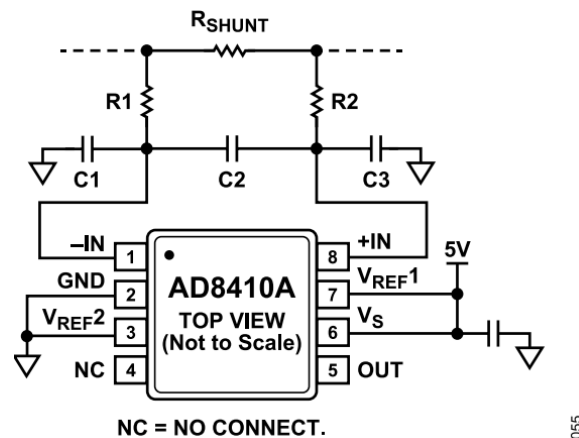 RSHUNT
R1
R2
C1
C2
C3
–IN
+IN
5V
GND
VREF1
AD8410A
TOP VIEW
(Not to Scale)
VREF2
VS
NC
OUT
1
2
3
4
8
7
6
5
NC = NO CONNECT.
055